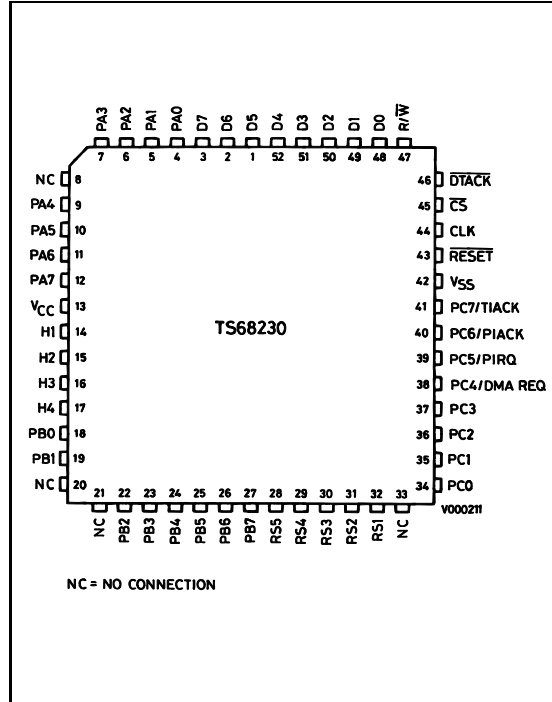 PA3 PA2 PA1 PA0 D7 D6 D5 D4 D3 D2 D1 D0 R/W̅
7 6 5 4 3 2 1 52 51 50 49 48 47
NC 8
PA4 9
PA5 10
PA6 11
PA7 12
VCC 13
H1 14
H2 15
H3 16
H4 17
PB0 18
PB1 19
NC 20
TS68230
46 DTACK
45 CS
44 CLK
43 RESET
42 VSS
41 PC7/TIACK
40 PC6/PIACK
39 PC5/PIRQ
38 PC4/DMA REQ
37 PC3
36 PC2
35 PC1
34 PC0
21 22 23 24 25 26 27 28 29 30 31 32 33
NC PB2 PB3 PB4 PB5 PB6 PB7 RS5 RS4 RS3 RS2 RS1 NC
V000211
NC = NO CONNECTION